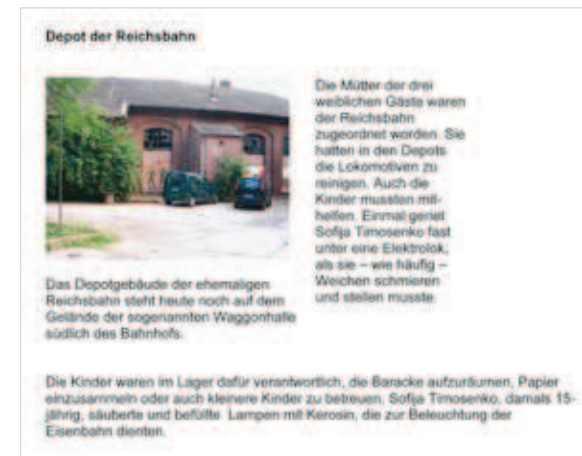 Depot der Reichsbahn
Die Mütter der drei
weiblichen Gäste waren
der Reichsbahn
zugeordnet worden. Sie
hatten in den Depots
die Lokomotiven zu
reinigen. Auch die
Kinder mussten mit-
helfen. Einmal geriet
Sofija Timosenko fast
unter eine Elektrolok,
als sie – wie häufig –
Weichen schmieren
und stellen musste.
Das Depotgebäude der ehemaligen
Reichsbahn steht heute noch auf dem
Gelände der sogenannten Waggonhalle
südlich des Bahnhofs.
Die Kinder waren im Lager dafür verantwortlich, die Baracke aufzuräumen, Papier
einzusammeln oder auch kleinere Kinder zu betreuen. Sofija Timosenko, damals 15-
jährig, säuberte und befüllte Lampen mit Kerosin, die zur Beleuchtung der
Eisenbahn dienten.